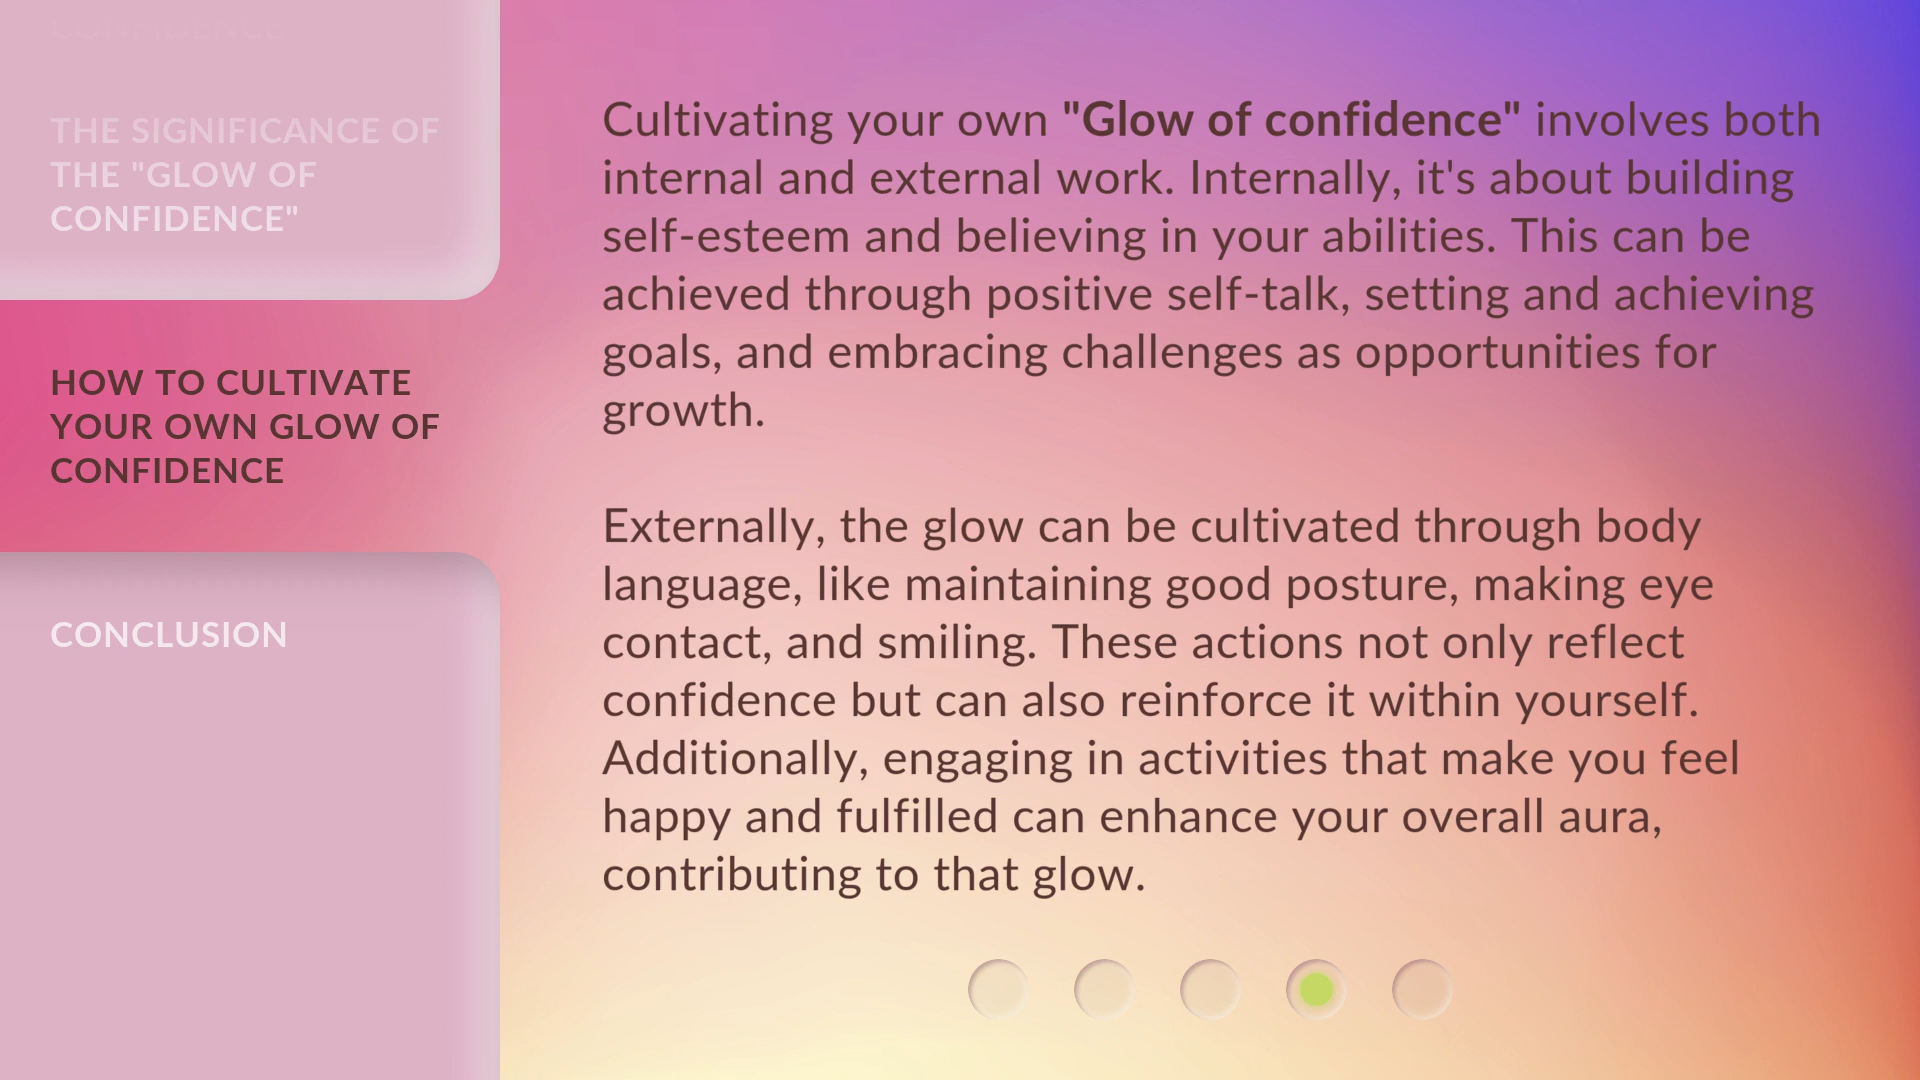 CONFIDENCE
THE SIGNIFICANCE OF
THE "GLOW OF
CONFIDENCE"
HOW TO CULTIVATE
YOUR OWN GLOW OF
CONFIDENCE
CONCLUSION
Cultivating your own "Glow of confidence" involves both
internal and external work. Internally, it's about building
self-esteem and believing in your abilities. This can be
achieved through positive self-talk, setting and achieving
goals, and embracing challenges as opportunities for
growth.
Externally, the glow can be cultivated through body
language, like maintaining good posture, making eye
contact, and smiling. These actions not only reflect
confidence but can also reinforce it within yourself.
Additionally, engaging in activities that make you feel
happy and fulfilled can enhance your overall aura,
contributing to that glow.